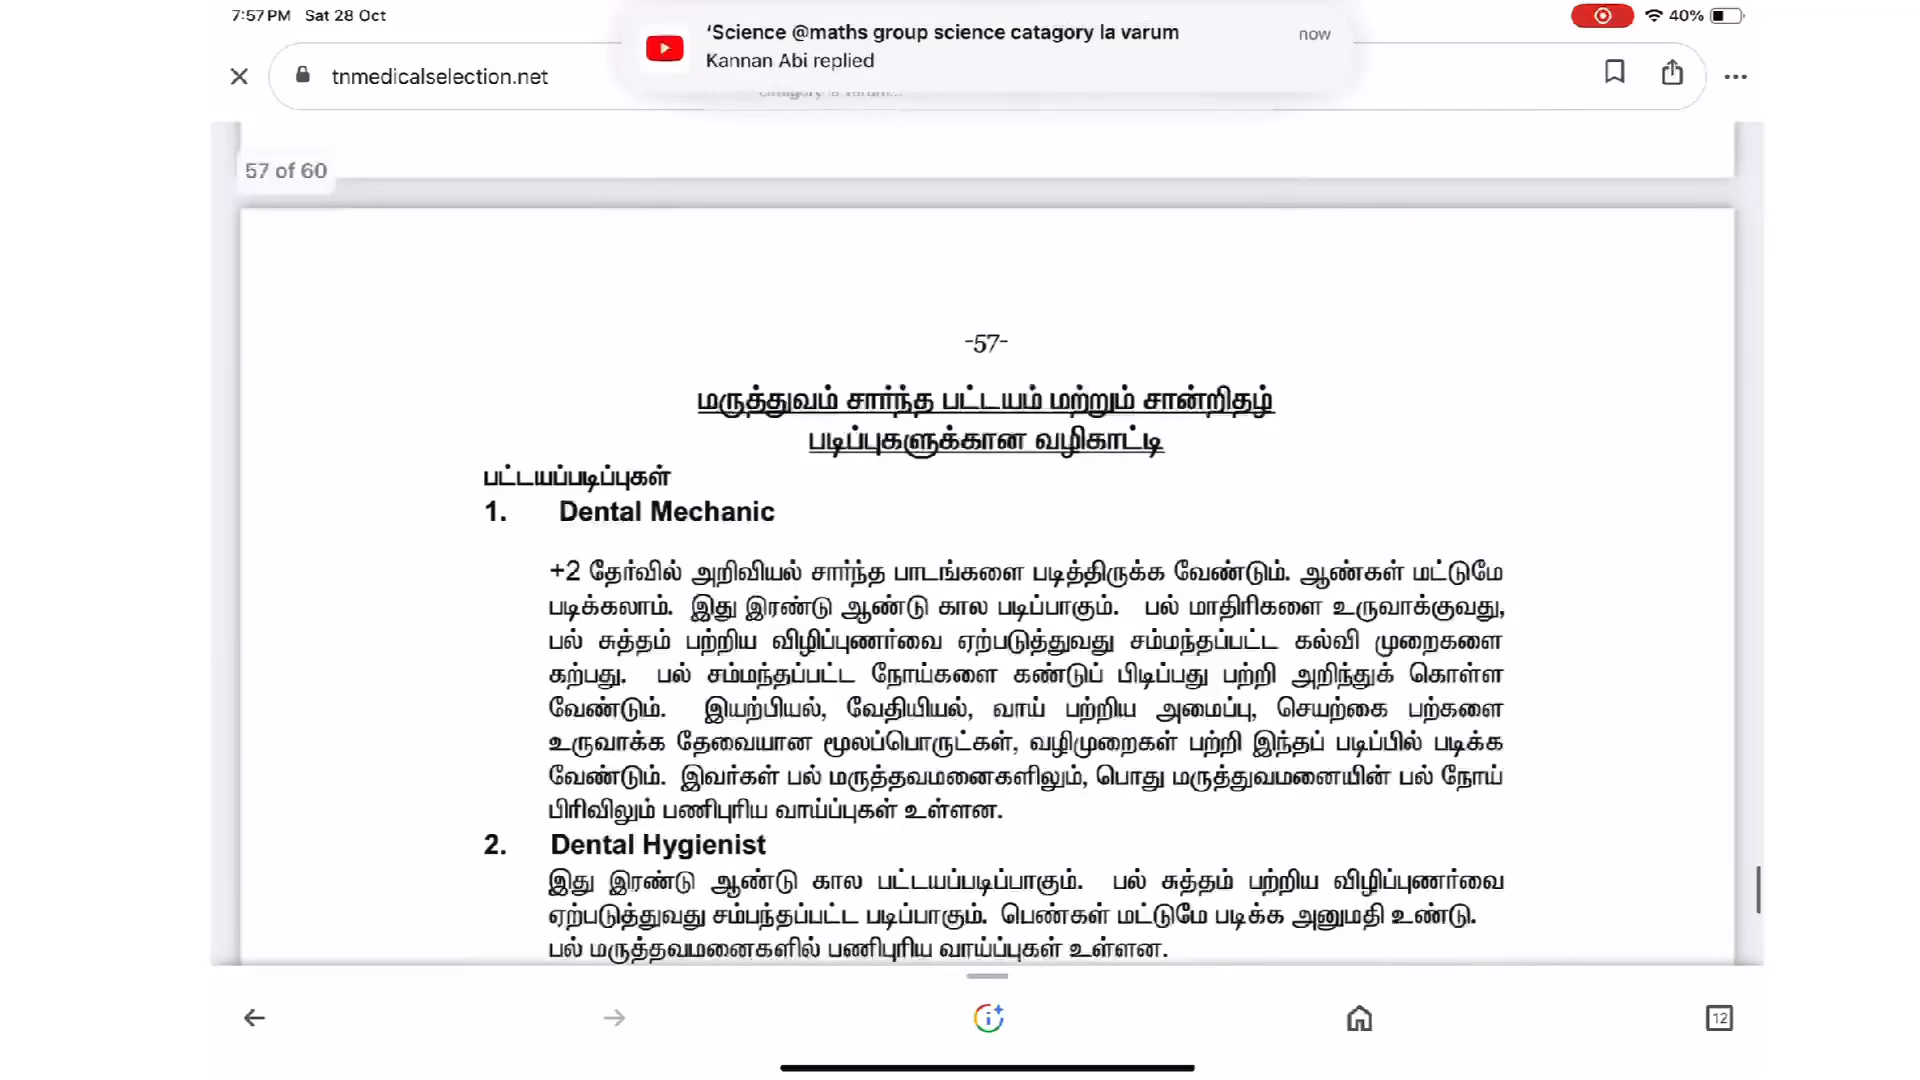 7:57 PM Sat 28 Oct
40%
‘Science @maths group science catagory la varum
now
Kannan Abi replied
tnmedicalselection.net
57 of 60
-57-
மருத்துவம் சார்ந்த பட்டயம் மற்றும் சான்றிதழ்
படிப்புகளுக்கான வழிகாட்டி
பட்டயப்படிப்புகள்
1. Dental Mechanic
+2 தேர்வில் அறிவியல் சார்ந்த பாடங்களை படித்திருக்க வேண்டும். ஆண்கள் மட்டுமே
படிக்கலாம். இது இரண்டு ஆண்டு கால படிப்பாகும். பல் மாதிரிகளை உருவாக்குவது,
பல் சுத்தம் பற்றிய விழிப்புணர்வை ஏற்படுத்துவது சம்மந்தப்பட்ட கல்வி முறைகளை
கற்பது. பல் சம்மந்தப்பட்ட நோய்களை கண்டுப் பிடிப்பது பற்றி அறிந்துக் கொள்ள
வேண்டும். இயற்பியல், வேதியியல், வாய் பற்றிய அமைப்பு, செயற்கை பற்களை
உருவாக்க தேவையான மூலப்பொருட்கள், வழிமுறைகள் பற்றி இந்தப் படிப்பில் படிக்க
வேண்டும். இவர்கள் பல் மருத்தவமனைகளிலும், பொது மருத்துவமனையின் பல் நோய்
பிரிவிலும் பணிபுரிய வாய்ப்புகள் உள்ளன.
2. Dental Hygienist
இது இரண்டு ஆண்டு கால பட்டயப்படிப்பாகும். பல் சுத்தம் பற்றிய விழிப்புணர்வை
ஏற்படுத்துவது சம்பந்தப்பட்ட படிப்பாகும். பெண்கள் மட்டுமே படிக்க அனுமதி உண்டு.
பல் மருத்தவமனைகளில் பணிபுரிய வாய்ப்புகள் உள்ளன.
12